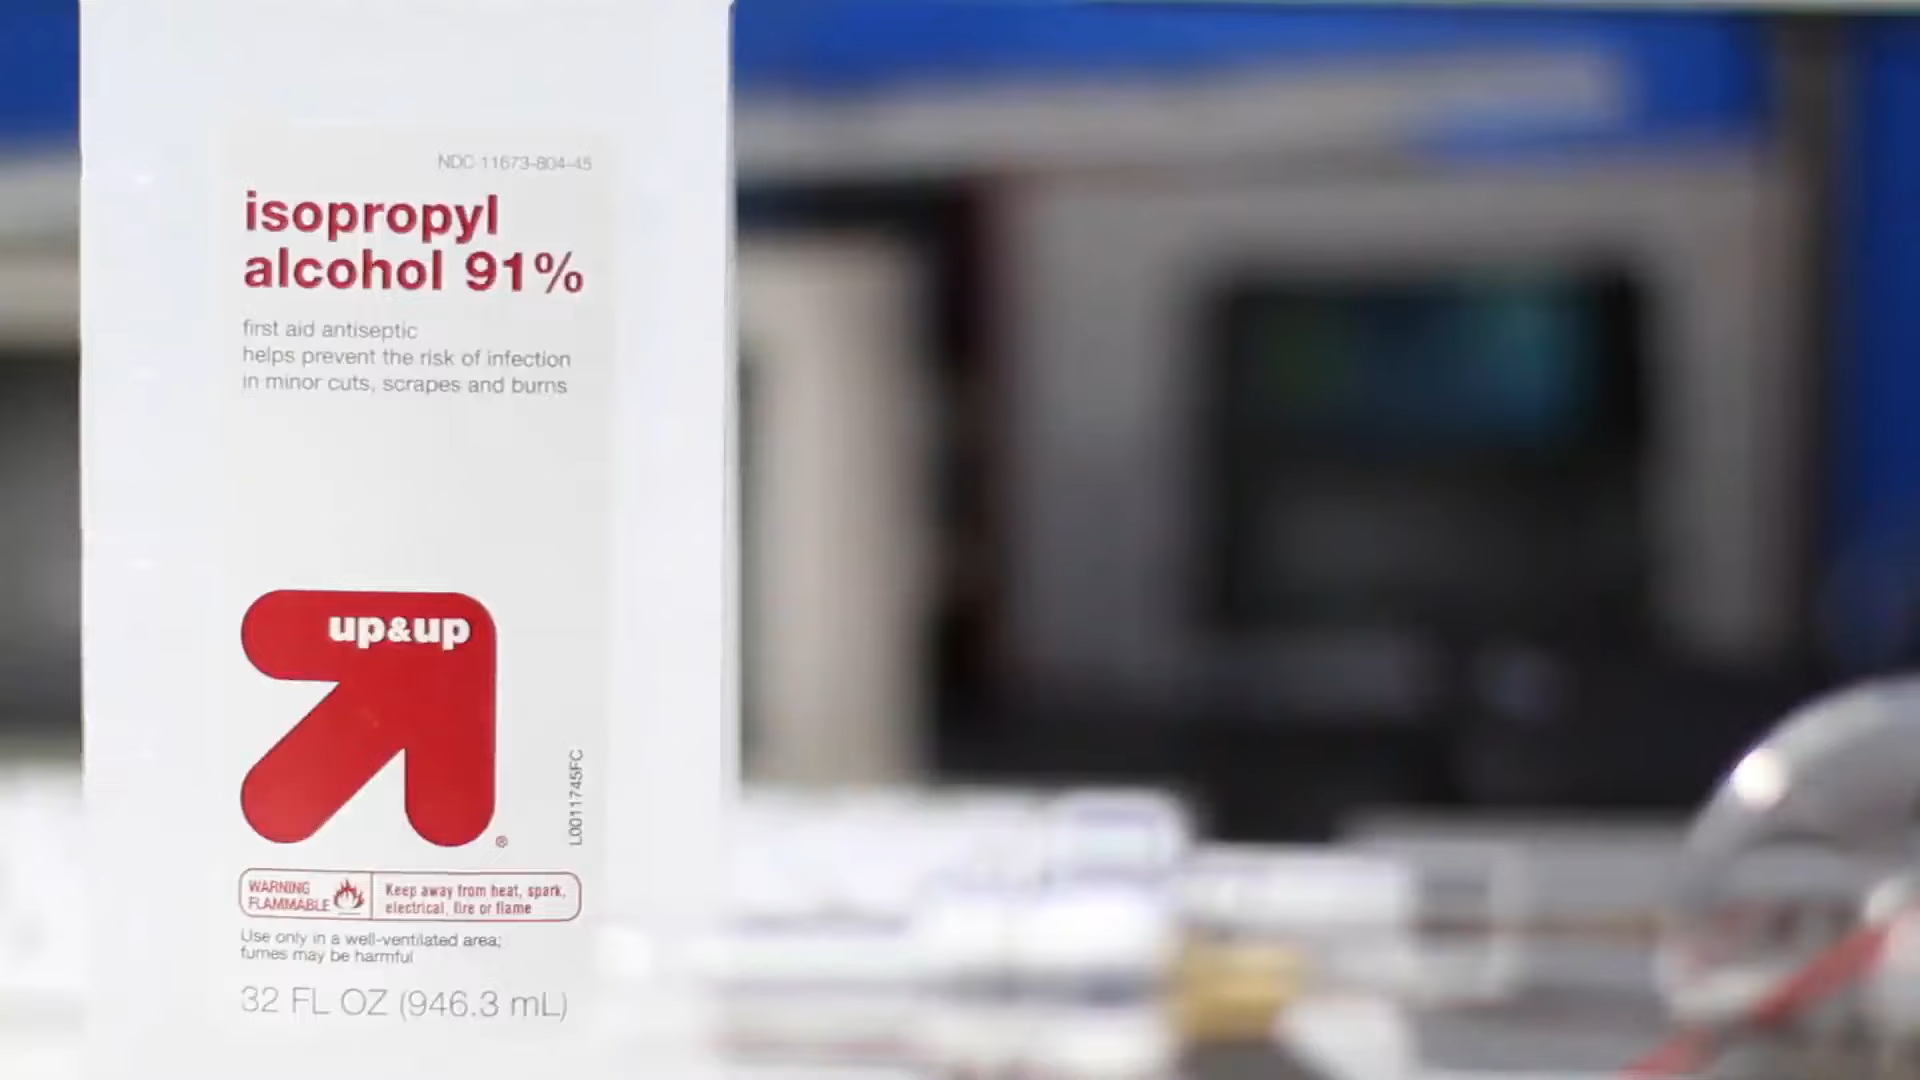 NDC 11673-804-45
isopropyl
alcohol 91%
first aid antiseptic
helps prevent the risk of infection
in minor cuts, scrapes and burns
up&up
®
L0011745FC
WARNING
FLAMMABLE
Keep away from heat, spark,
electrical, fire or flame
Use only in a well-ventilated area;
fumes may be harmful
32 FL OZ (946.3 mL)